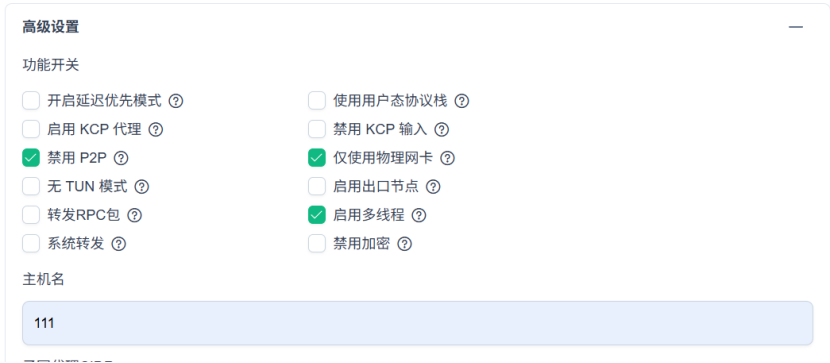 高级设置
功能开关
开启延迟优先模式 使用用户态协议栈
启用 KCP 代理 禁用 KCP 输入
禁用 P2P 仅使用物理网卡
无 TUN 模式 启用出口节点
转发RPC包 启用多线程
系统转发 禁用加密
主机名
111